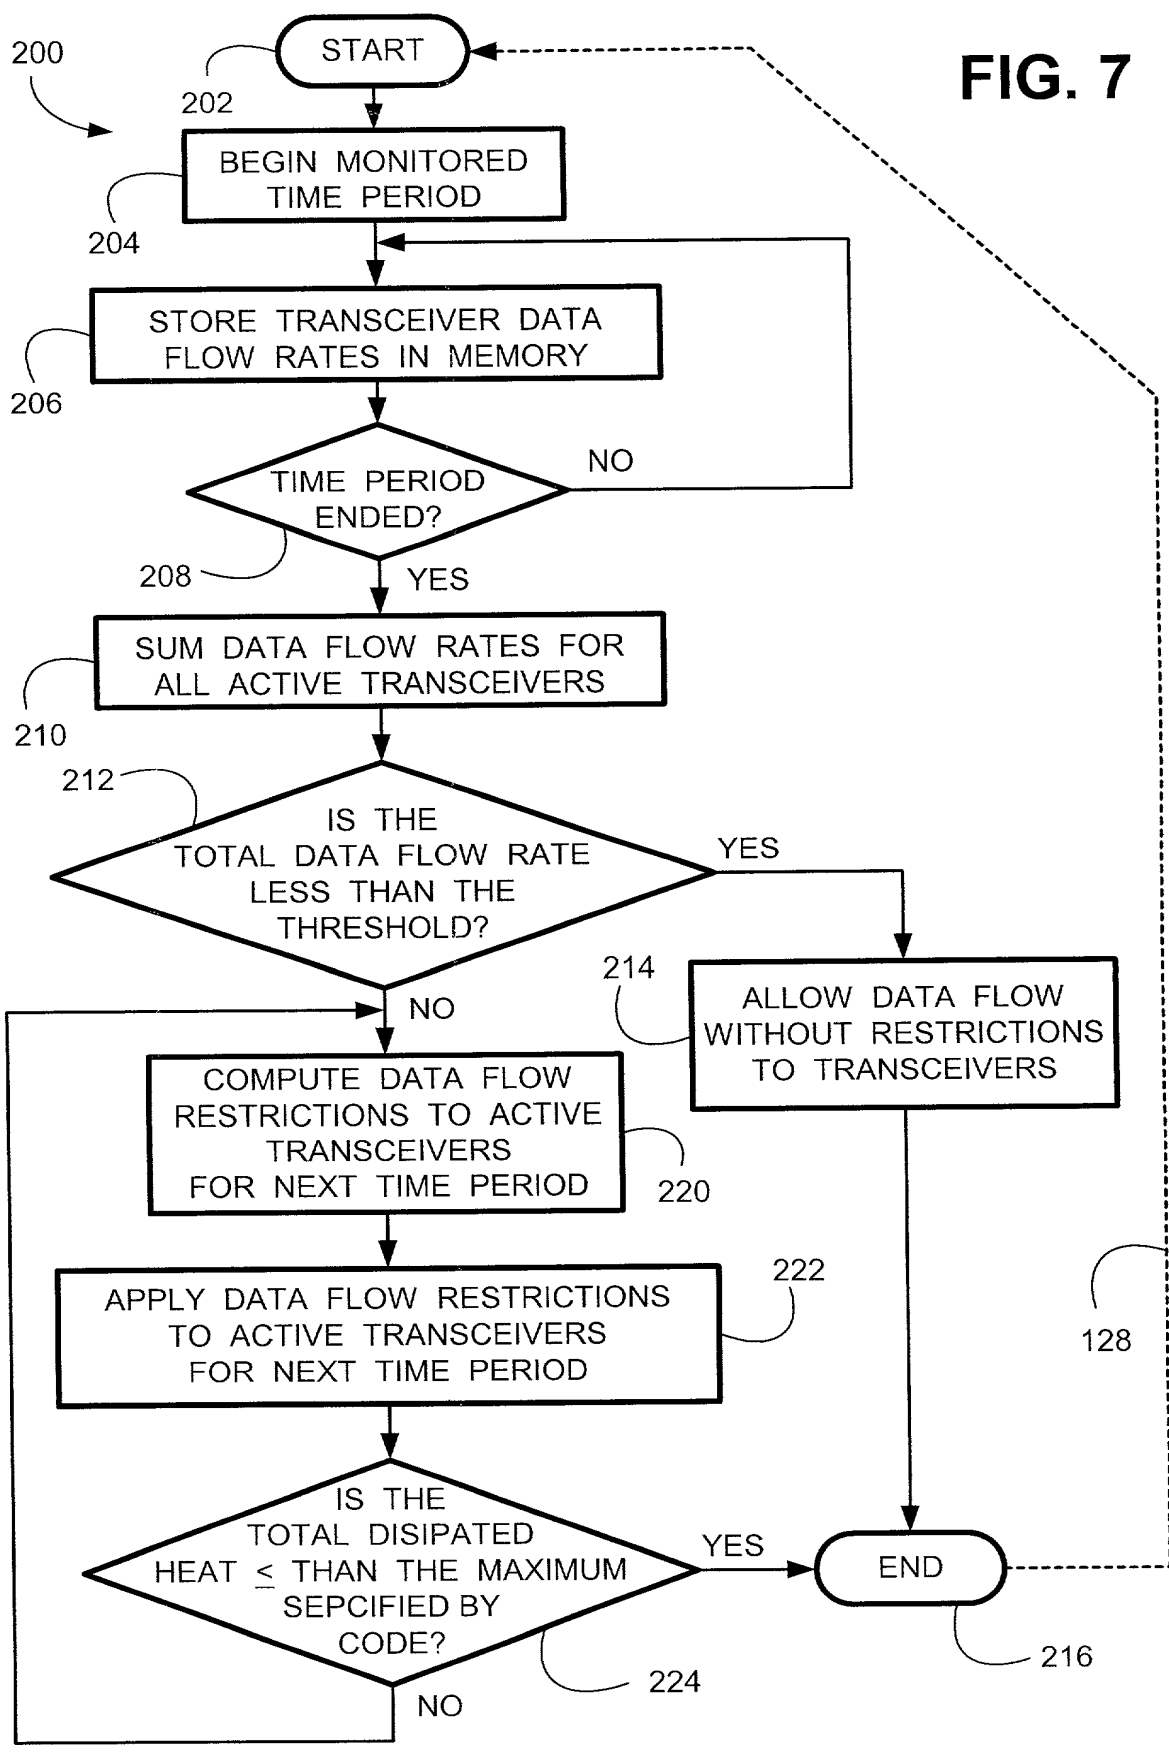 FIG. 7
200
START
202
BEGIN MONITORED
TIME PERIOD
204
STORE TRANSCEIVER DATA
FLOW RATES IN MEMORY
206
TIME PERIOD
ENDED?
NO
208
YES
SUM DATA FLOW RATES FOR
ALL ACTIVE TRANSCEIVERS
210
212
IS THE
TOTAL DATA FLOW RATE
LESS THAN THE
THRESHOLD?
YES
NO
214
ALLOW DATA FLOW
WITHOUT RESTRICTIONS
TO TRANSCEIVERS
COMPUTE DATA FLOW
RESTRICTIONS TO ACTIVE
TRANSCEIVERS
FOR NEXT TIME PERIOD
220
APPLY DATA FLOW RESTRICTIONS
TO ACTIVE TRANSCEIVERS
FOR NEXT TIME PERIOD
222
128
IS THE
TOTAL DISIPATED
HEAT ≤ THAN THE MAXIMUM
SEPCIFIED BY
CODE?
YES
END
216
224
NO